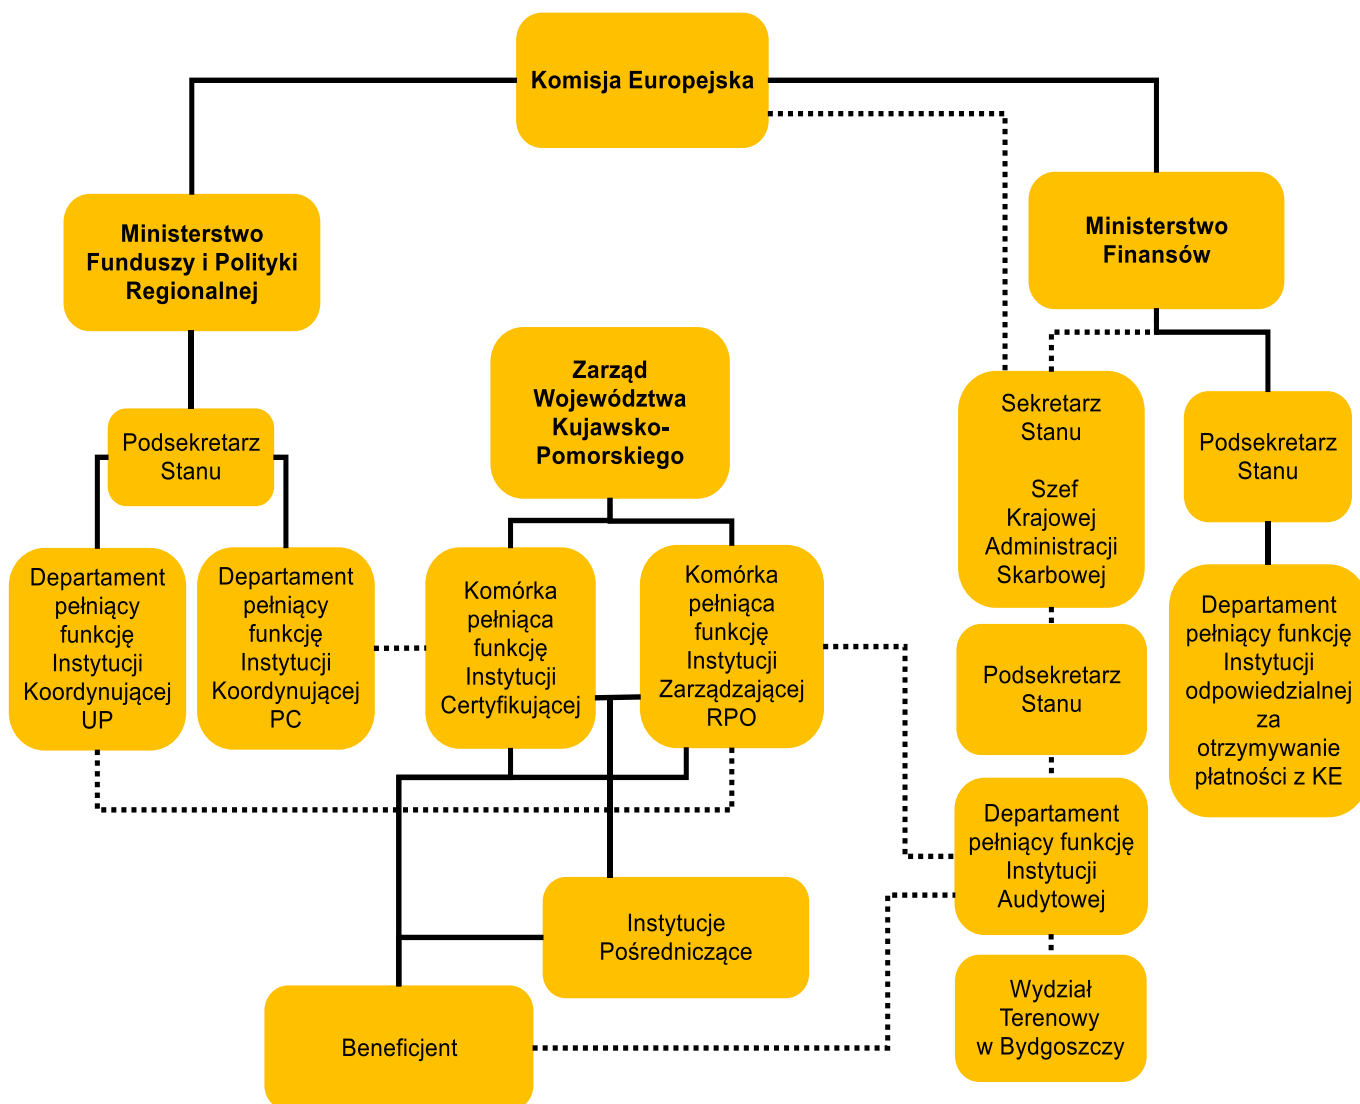 Komisja Europejska
Ministerstwo
Funduszy i Polityki
Regionalnej
Ministerstwo
Finansów
Zarząd
Województwa
Kujawsko-
Pomorskiego
Podsekretarz
Stanu
Sekretarz
Stanu
Szef
Krajowej
Administracji
Skarbowej
Podsekretarz
Stanu
Departament
pełniący
funkcję
Instytucji
Koordynującej
UP
Departament
pełniący
funkcję
Instytucji
Koordynującej
PC
Komórka
pełniąca
funkcję
Instytucji
Certyfikującej
Komórka
pełniąca
funkcję
Instytucji
Zarządzającej
RPO
Podsekretarz
Stanu
Departament
pełniący funkcję
Instytucji
odpowiedzialnej
za
otrzymywanie
płatności z KE
Departament
pełniący funkcję
Instytucji
Audytowej
Instytucje
Pośredniczące
Wydział
Terenowy
w Bydgoszczy
Beneficjent